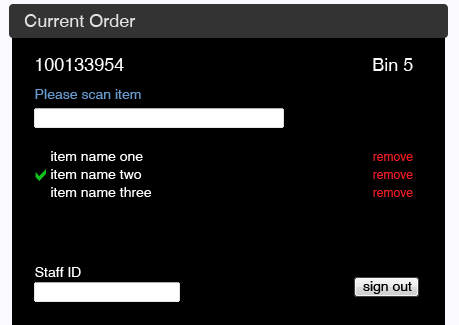 Current Order
100133954 Bin 5
Please scan item
item name one remove
item name two remove
item name three remove
Staff ID
sign out